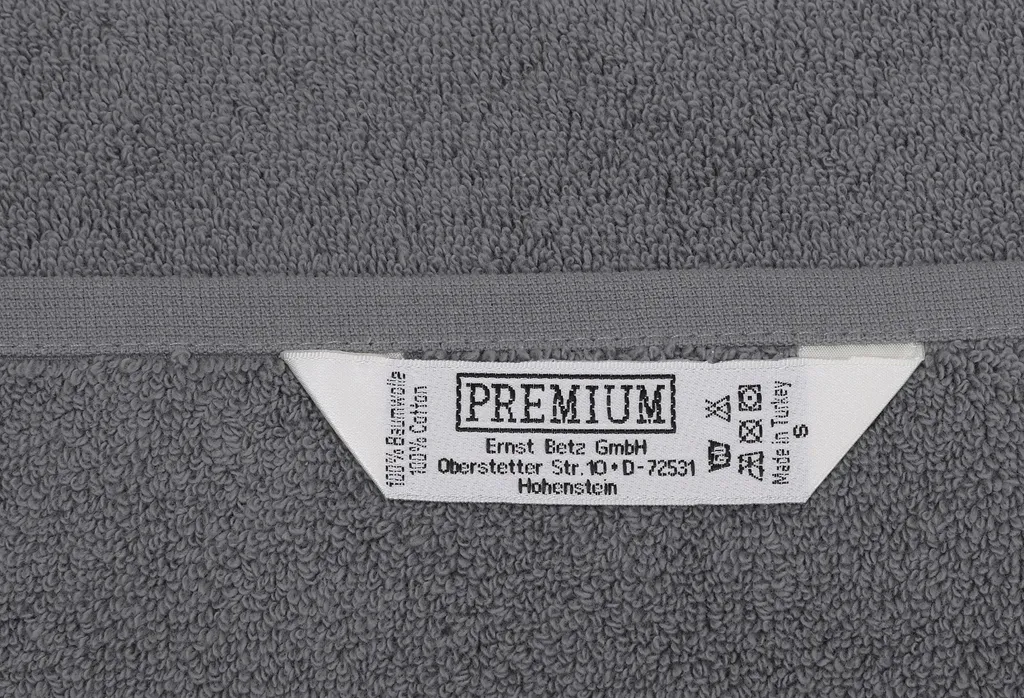 100% Baumwolle
100% Cotton
PREMIUM
Ernst Betz GmbH
Oberstetter Str.10•D-72531
Hohenstein
Made in Turkey
S